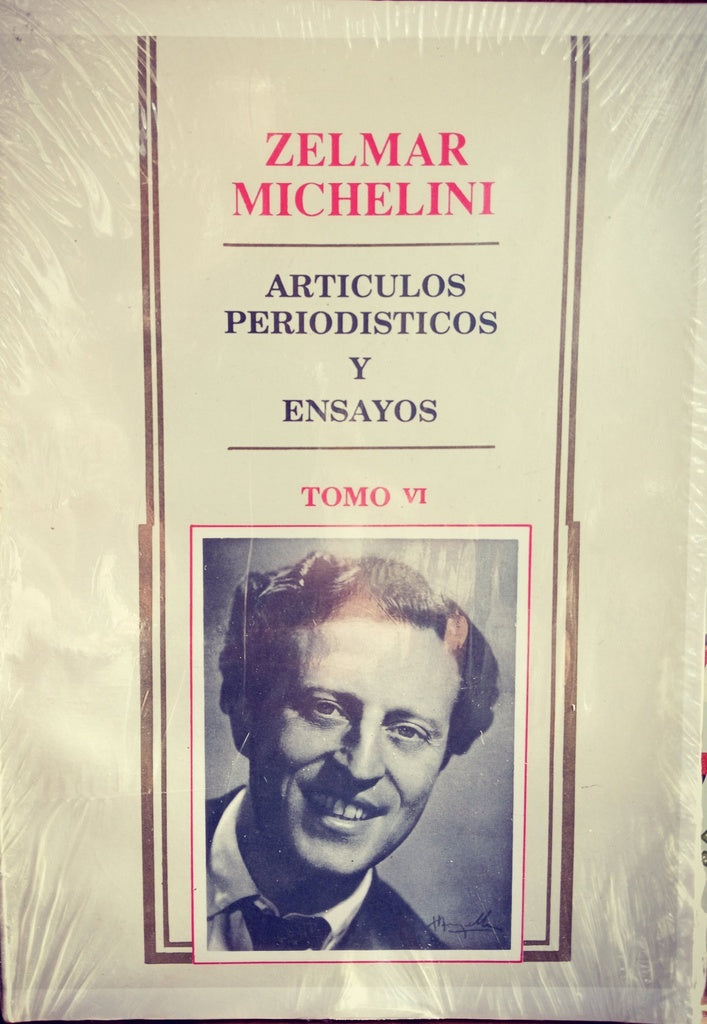 ZELMAR
MICHELINI
ARTICULOS
PERIODISTICOS
Y
ENSAYOS
TOMO VI